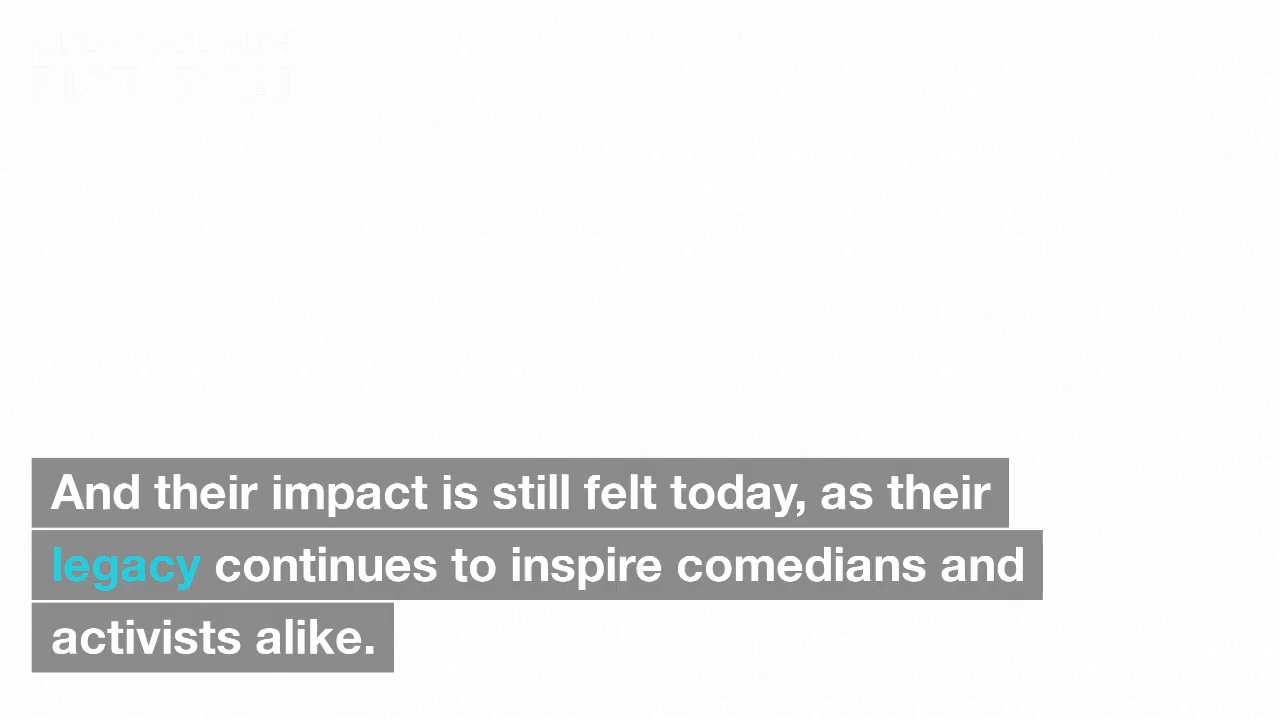 And their impact is still felt today, as their
legacy continues to inspire comedians and
activists alike.